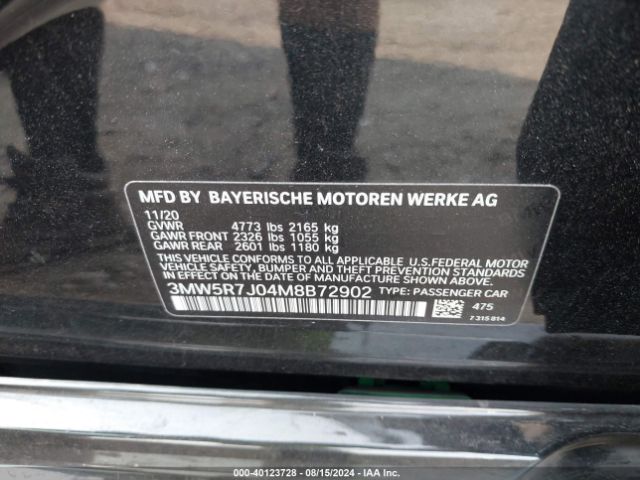 MFD BY BAYERISCHE MOTOREN WERKE AG
11/20
GVWR 4773 lbs 2165 kg
GAWR FRONT 2326 lbs 1055 kg
GAWR REAR 2601 lbs 1180 kg
THIS VEHICLE CONFORMS TO ALL APPLICABLE U.S.FEDERAL MOTOR
VEHICLE SAFETY, BUMPER AND THEFT PREVENTION STANDARDS
IN EFFECT ON THE DATE OF MANUFACTURE SHOWN ABOVE.
3MW5R7J04M8B72902 TYPE: PASSENGER CAR
475
7 315 814
000-40123728 - 08/15/2024 - IAA Inc.